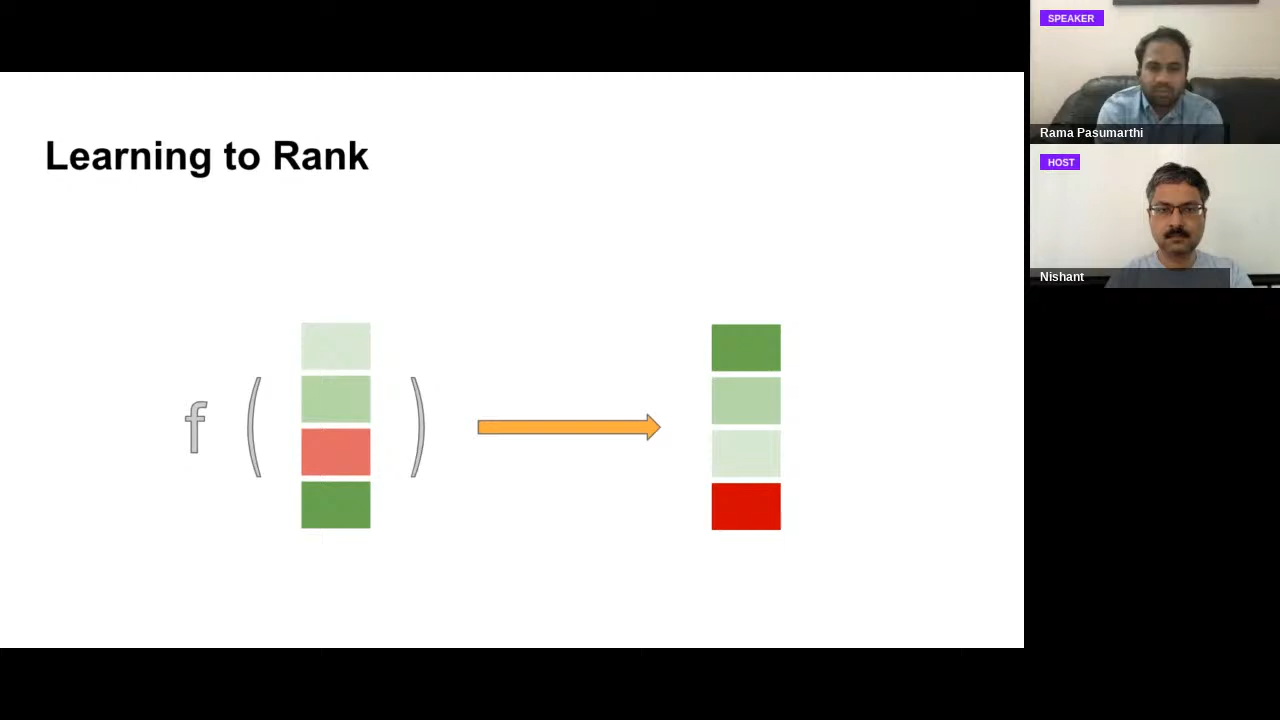 Learning to Rank
f ( )
SPEAKER
Rama Pasumarthi
HOST
Nishant